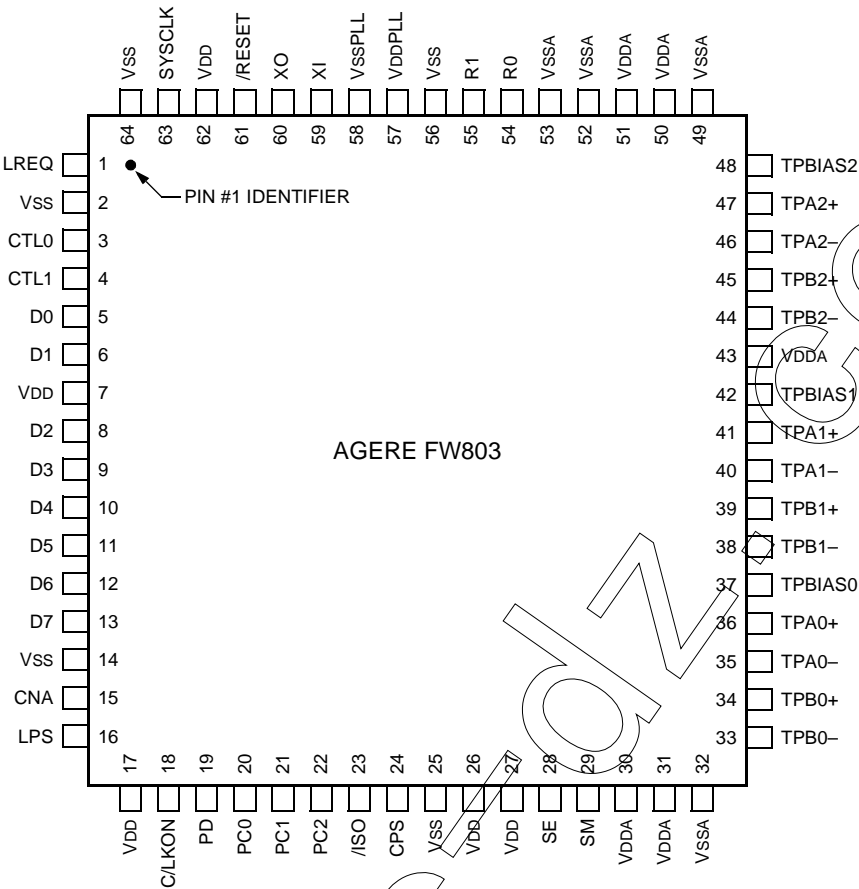 VSS
SYSCLK
VDD
/RESET
XO
XI
VSSPLL
VDDPLL
VSS
R1
R0
VSSA
VSSA
VDDA
VDDA
VSSA
64 63 62 61 60 59 58 57 56 55 54 53 52 51 50 49
LREQ 1
VSS 2
CTL0 3
CTL1 4
D0 5
D1 6
VDD 7
D2 8
D3 9
D4 10
D5 11
D6 12
D7 13
VSS 14
CNA 15
LPS 16
PIN #1 IDENTIFIER
AGERE FW803
48 TPBIAS2
47 TPA2+
46 TPA2–
45 TPB2+
44 TPB2–
43 VDDA
42 TPBIAS1
41 TPA1+
40 TPA1–
39 TPB1+
38 TPB1–
37 TPBIAS0
36 TPA0+
35 TPA0–
34 TPB0+
33 TPB0–
17 18 19 20 21 22 23 24 25 26 27 28 29 30 31 32
VDD
C/LKON
PD
PC0
PC1
PC2
/ISO
CPS
VSS
VDD
VDD
SE
SM
VDDA
VDDA
VSSA